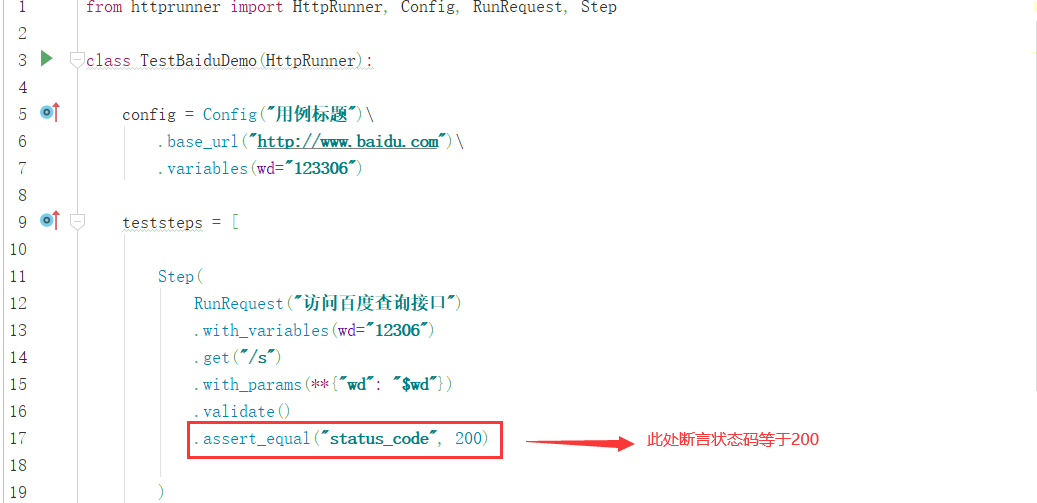 1 from httprunner import HttpRunner, Config, RunRequest, Step
2
3 class TestBaiduDemo(HttpRunner):
4
5 config = Config("用例标题")\
6 .base_url("http://www.baidu.com")\
7 .variables(wd="123306")
8
9 teststeps = [
10
11 Step(
12 RunRequest("访问百度查询接口")
13 .with_variables(wd="12306")
14 .get("/s")
15 .with_params(**{"wd": "$wd"})
16 .validate()
17 .assert_equal("status_code", 200) 此处断言状态码等于200
18
19 )